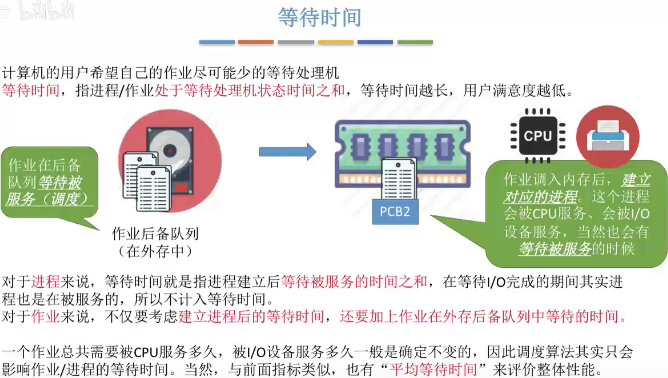 bilibili
等待时间
计算机的用户希望自己的作业尽可能少的等待处理机
等待时间，指进程/作业处于等待处理机状态时间之和，等待时间越长，用户满意度越低。
作业在后备
队列等待被
服务（调度）
作业后备队列
（在外存中）
PCB2
CPU
作业调入内存后，建立
对应的进程。这个进程
会被CPU服务、会被I/O
设备服务，当然也会有
等待被服务的时候
对于进程来说，等待时间就是指进程建立后等待被服务的时间之和，在等待I/O完成的期间其实进
程也是在被服务的，所以不计入等待时间。
对于作业来说，不仅要考虑建立进程后的等待时间，还要加上作业在外存后备队列中等待的时间。
一个作业总共需要被CPU服务多久，被I/O设备服务多久一般是确定不变的，因此调度算法其实只会
影响作业/进程的等待时间。当然，与前面指标类似，也有“平均等待时间”来评价整体性能。